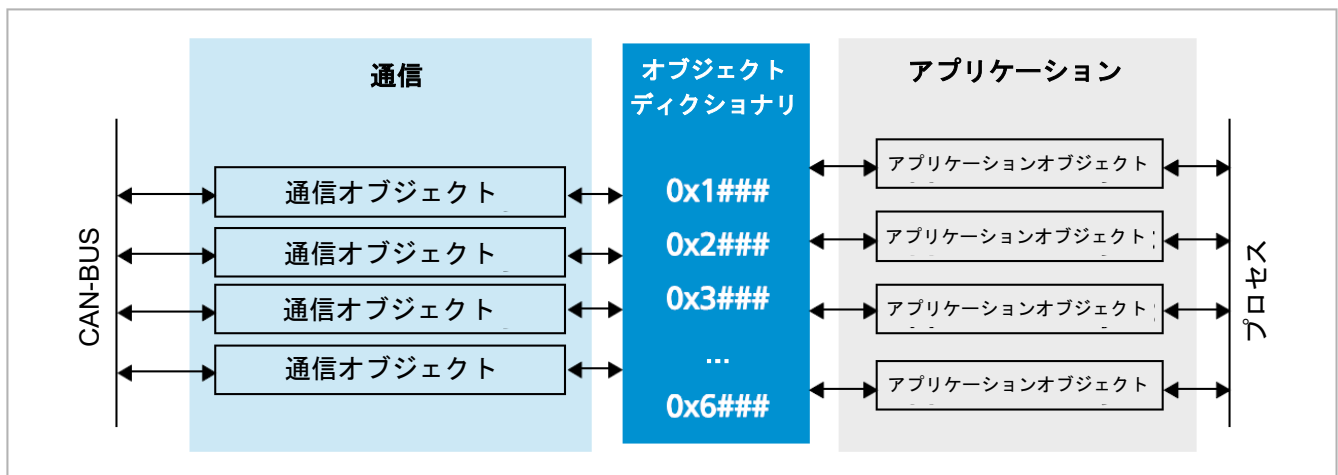 通信
オブジェクト
ディクショナリ
アプリケーション
CAN-BUS
通信オブジェクト
通信オブジェクト
通信オブジェクト
通信オブジェクト
0x1###
0x2###
0x3###
...
0x6###
アプリケーションオブジェクト
アプリケーションオブジェクト
アプリケーションオブジェクト
アプリケーションオブジェクト
プロセス